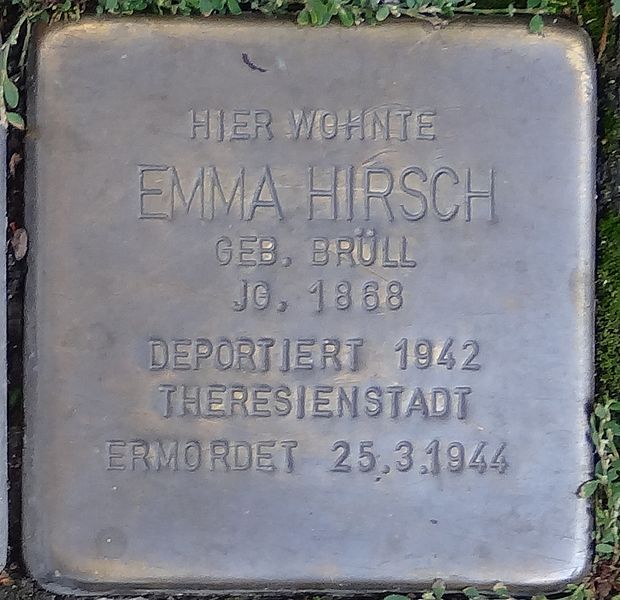 HIER WOHNTE
EMMA HIRSCH
GEB. BRÜLL
JG. 1868
DEPORTIERT 1942
THERESIENSTADT
ERMORDET 25.3.1944